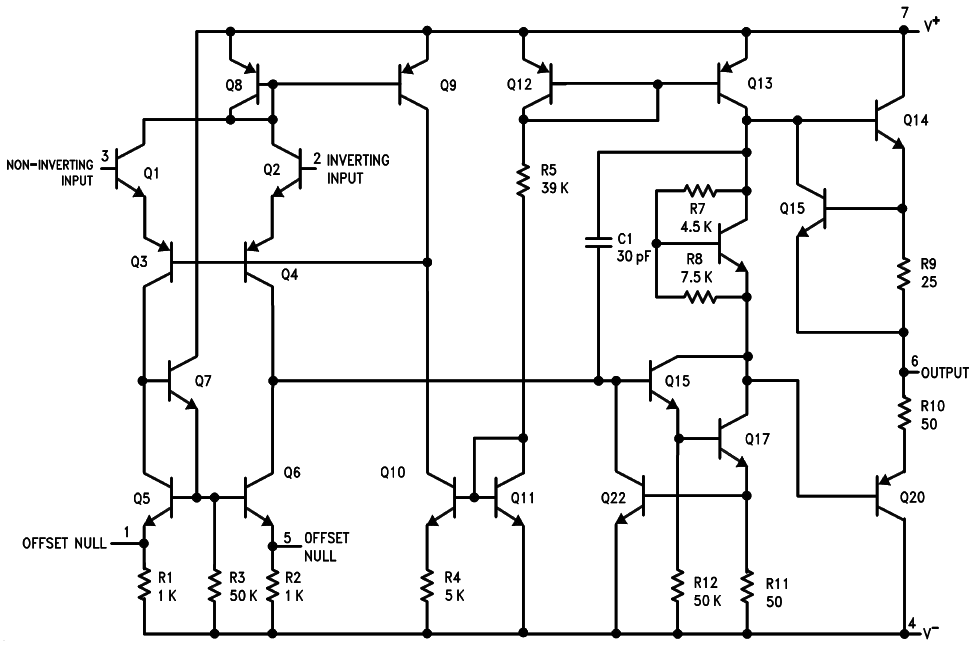 7
V+
Q8
Q9
Q12
Q13
Q14
3
NON-INVERTING
INPUT
Q1
Q2
2 INVERTING
INPUT
R5
39 K
R7
4.5 K
Q15
Q3
Q4
C1
30 pF
R8
7.5 K
R9
25
Q7
Q15
6
OUTPUT
R10
50
Q17
Q5
Q6
Q10
Q11
Q22
Q20
1
OFFSET NULL
5
OFFSET
NULL
R1
1 K
R3
50 K
R2
1 K
R4
5 K
R12
50 K
R11
50
4
V-